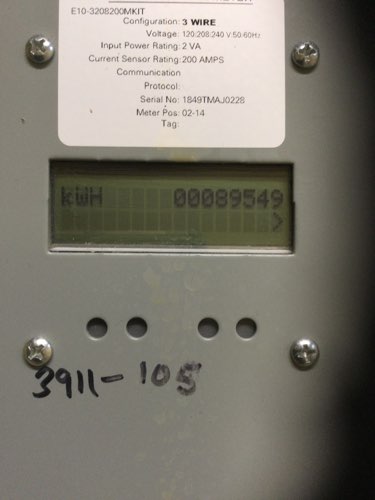 E10-3208200MKIT
Configuration: 3 WIRE
Voltage: 120:208:240 V:50:60Hz
Input Power Rating: 2 VA
Current Sensor Rating: 200 AMPS
Communication
Protocol:
Serial No: 1849TMAJ0228
Meter Pos: 02-14
Tag:
kWH 00089549
>
3911-105